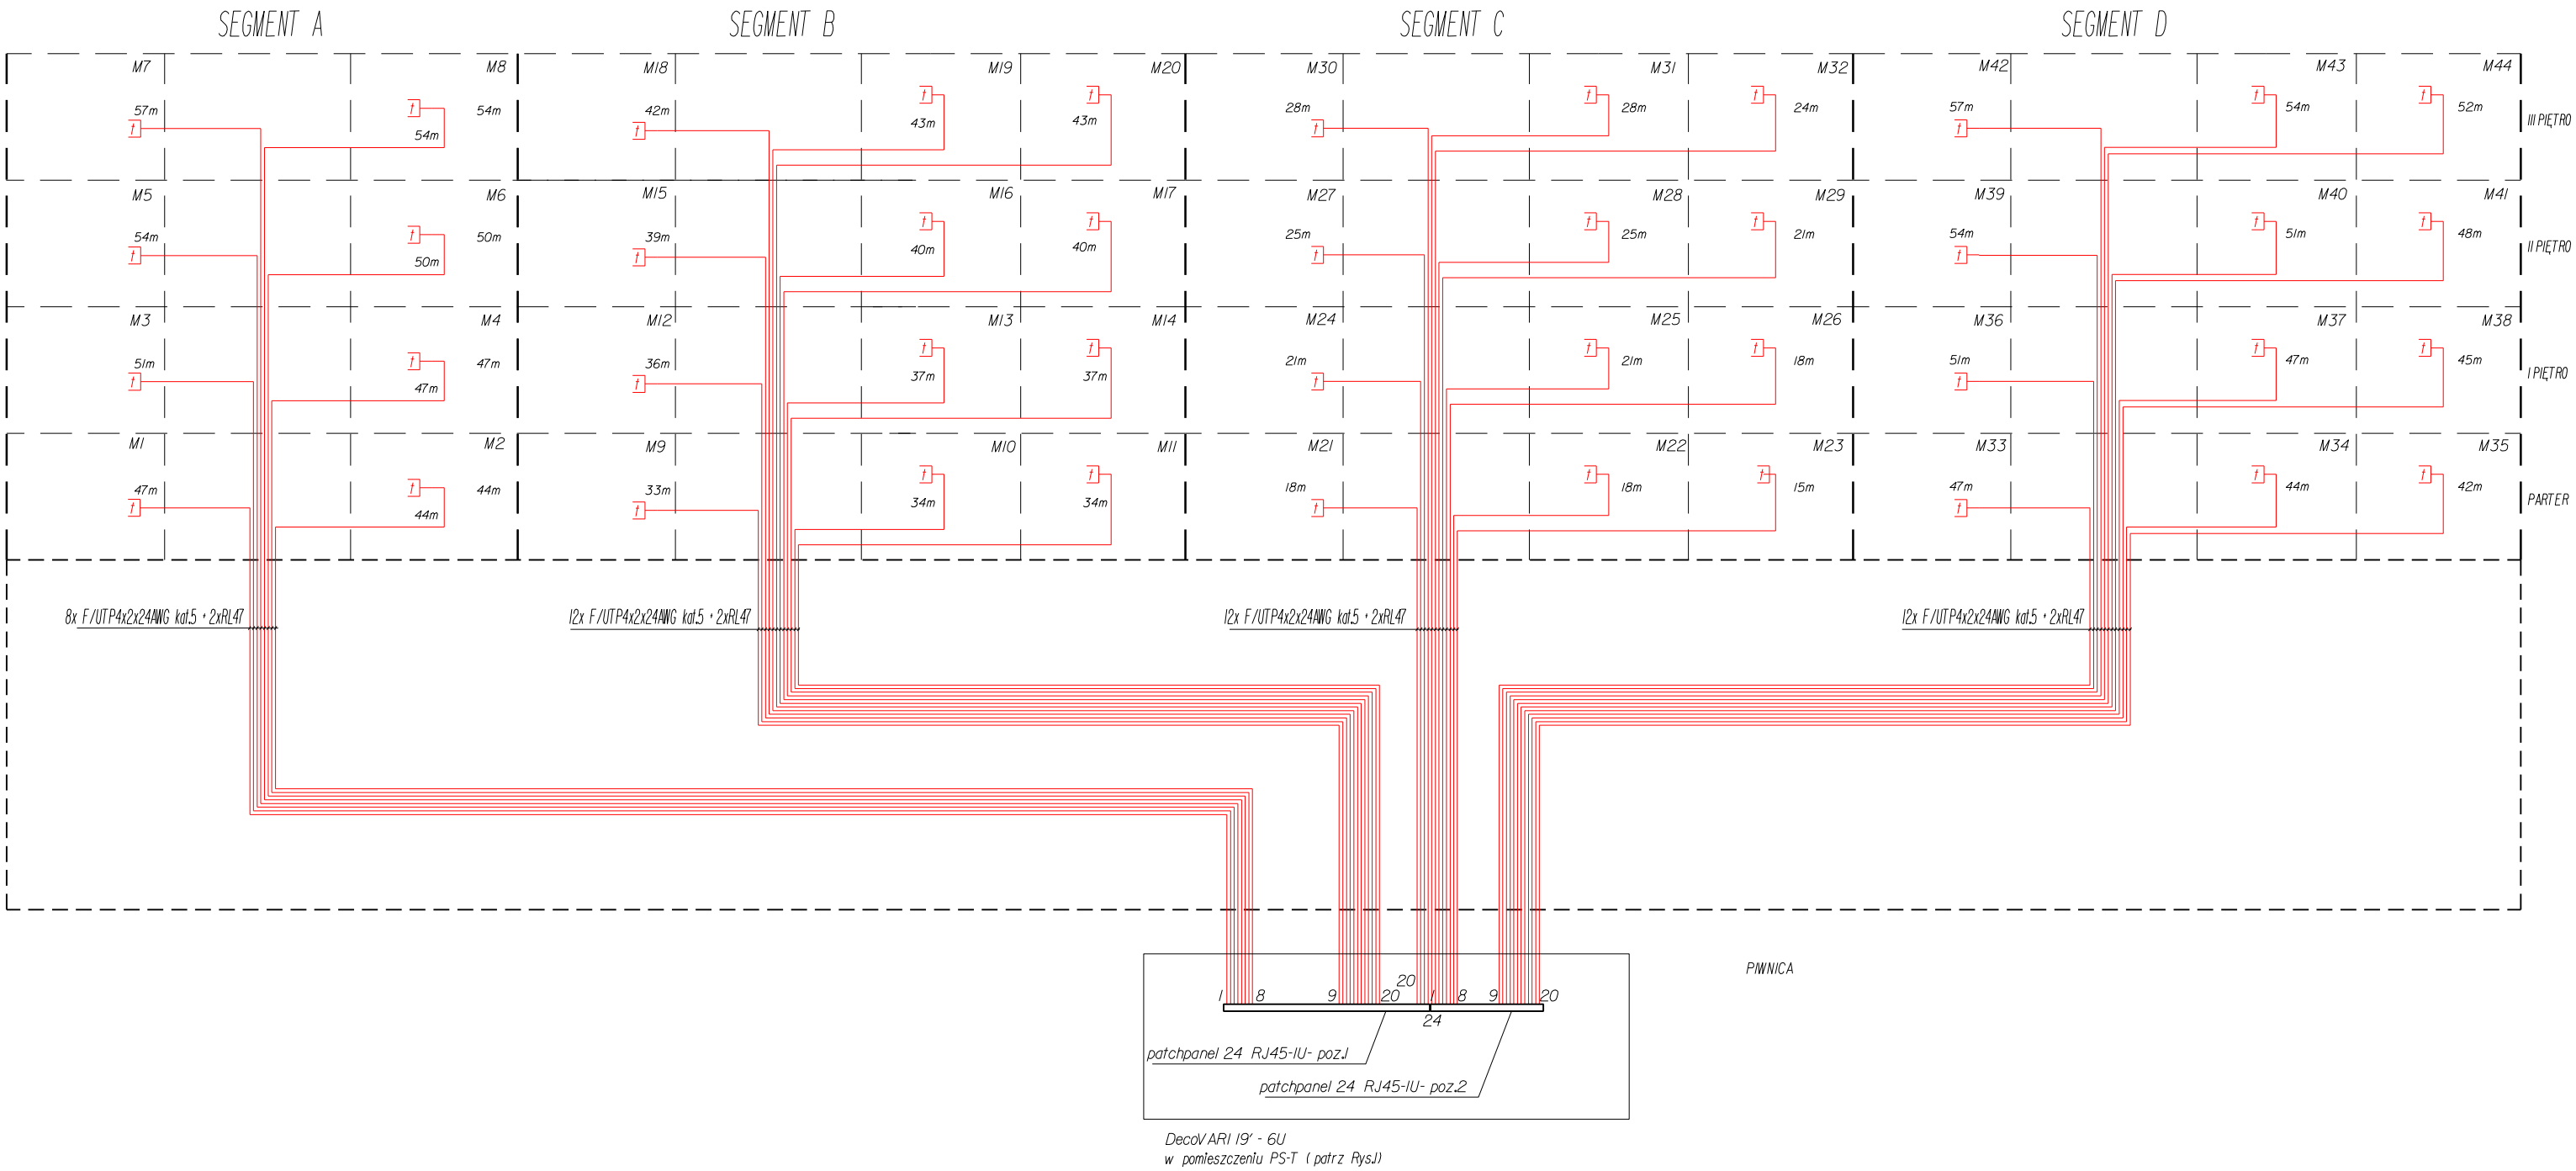 SEGMENT A
SEGMENT B
SEGMENT C
SEGMENT D
M7
M8
M18
M19
M20
M30
M31
M32
M42
M43
M44
57m
54m
54m
42m
43m
43m
28m
28m
24m
57m
54m
52m
III PIĘTRO
M5
M6
M15
M16
M17
M27
M28
M29
M39
M40
M41
54m
50m
50m
39m
40m
40m
25m
25m
21m
54m
51m
48m
II PIĘTRO
M3
M4
M12
M13
M14
M24
M25
M26
M36
M37
M38
51m
47m
47m
36m
37m
37m
21m
21m
18m
51m
47m
45m
I PIĘTRO
M1
M2
M9
M10
M11
M21
M22
M23
M33
M34
M35
47m
44m
44m
33m
34m
34m
18m
18m
15m
47m
44m
42m
PARTER
8x F/UTP4x2x24AWG kat.5 + 2xRL47
12x F/UTP4x2x24AWG kat.5 + 2xRL47
12x F/UTP4x2x24AWG kat.5 + 2xRL47
12x F/UTP4x2x24AWG kat.5 + 2xRL47
PIWNICA
20
1 8 9 20 1 8 9 20
24
patchpanel 24 RJ45-1U- poz.1
patchpanel 24 RJ45-1U- poz.2
DecoVARI 19' - 6U
w pomieszczeniu PS-T ( patrz Rys.1)